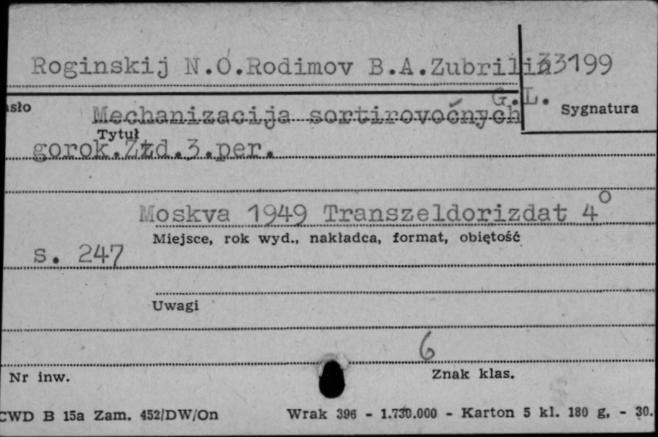 Roginskij N.O.Rodimov B.A.Zubrilin 33199
G.L.
asło
Sygnatura
Mechanizacija sortirovočnych
Tytuł
gorok.Ztd.3.per.
Moskva 1949 Transzeldorizdat 4°
Miejsce, rok wyd., nakładca, format, objętość
s. 247
Uwagi
6
Nr inw.
Znak klas.
CWD B 15a Zam. 452/DW/On Wrak 396 - 1.730.000 - Karton 5 kl. 180 g, - 30.